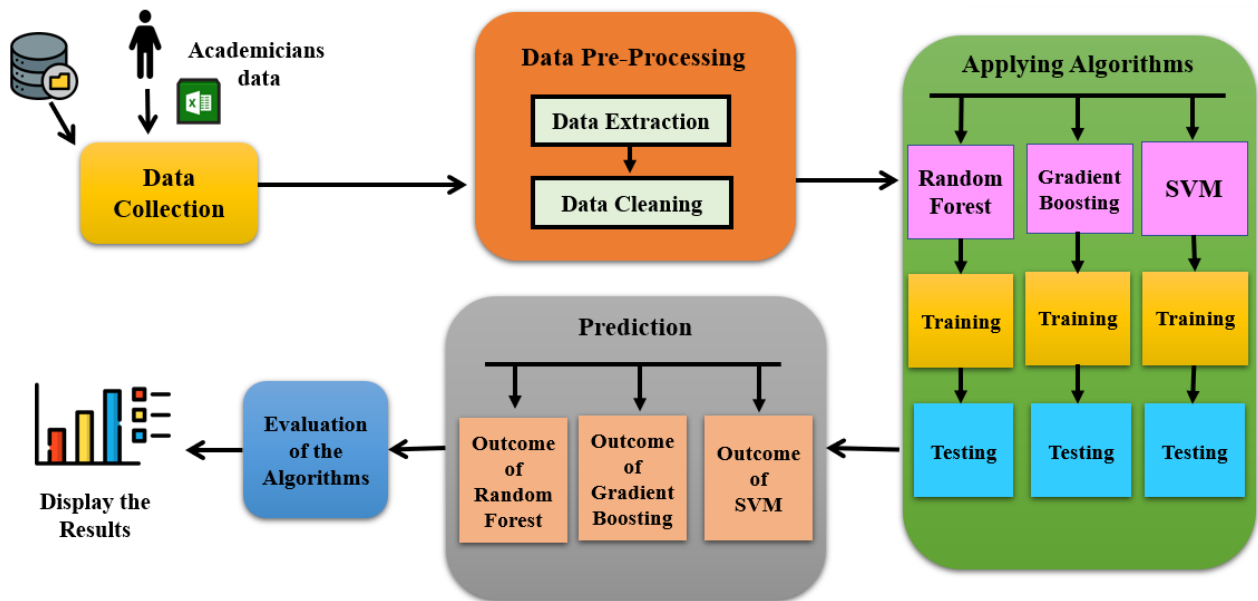 Academicians
data
Data
Collection
Data Pre-Processing
Data Extraction
Data Cleaning
Applying Algorithms
Random
Forest
Gradient
Boosting
SVM
Training
Training
Training
Testing
Testing
Testing
Prediction
Outcome
of
Random
Forest
Outcome
of
Gradient
Boosting
Outcome
of
SVM
Evaluation
of the
Algorithms
Display the
Results